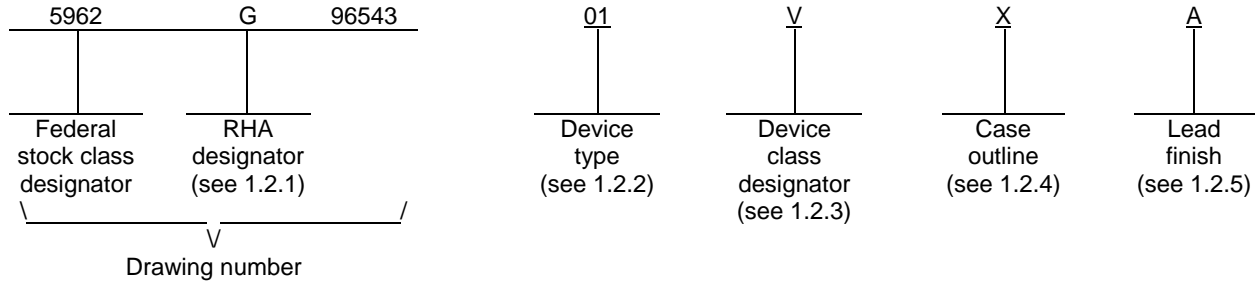 5962 G 96543 01 V X A
Federal stock class designator
RHA designator (see 1.2.1)
Device type (see 1.2.2)
Device class designator (see 1.2.3)
Case outline (see 1.2.4)
Lead finish (see 1.2.5)
Drawing number